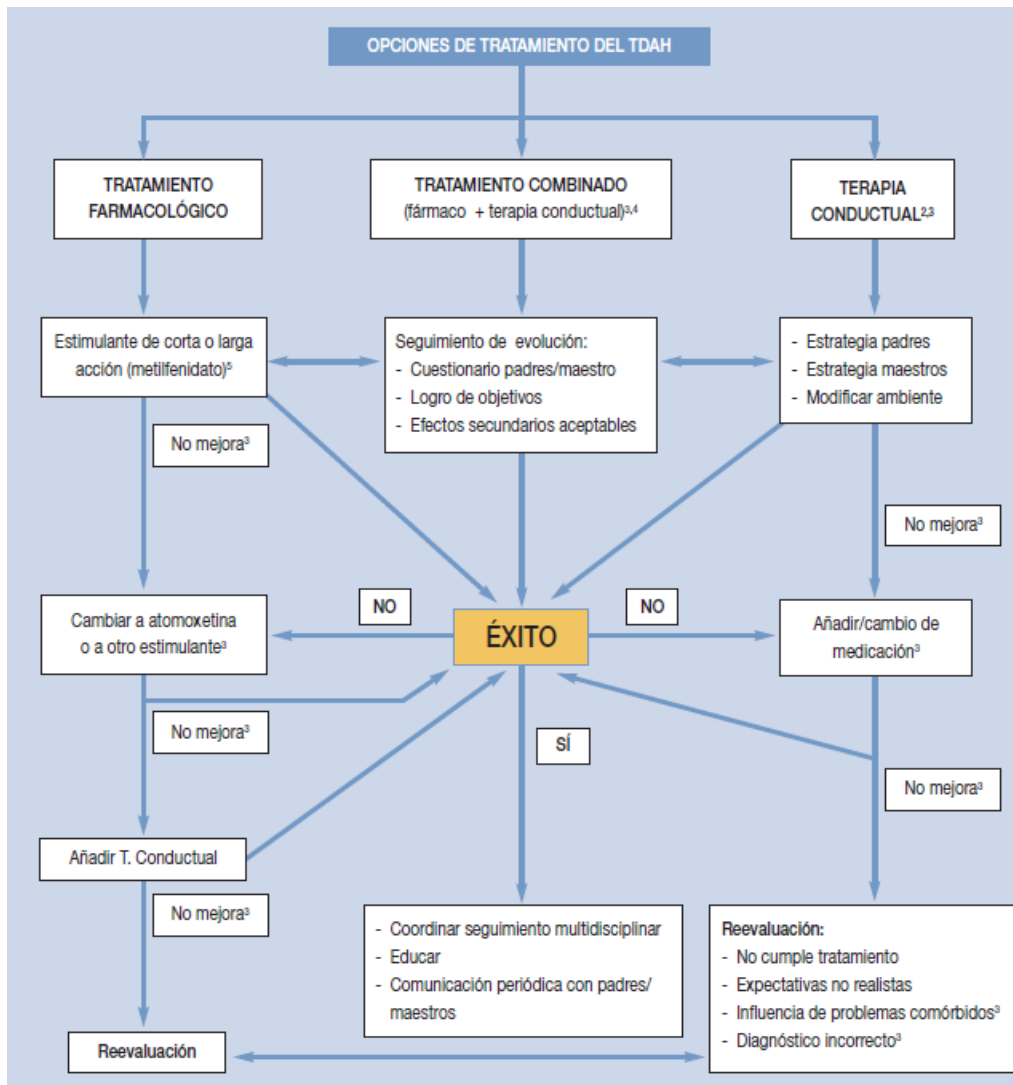 OPCIONES DE TRATAMIENTO DEL TDAH
TRATAMIENTO
FARMACOLÓGICO
TRATAMIENTO COMBINADO
(fármaco + terapia conductual)³,⁴
TERAPIA
CONDUCTUAL²,³
Estimulante de corta o larga
acción (metilfenidato)⁵
Seguimiento de evolución:
- Cuestionario padres/maestro
- Logro de objetivos
- Efectos secundarios aceptables
- Estrategia padres
- Estrategia maestros
- Modificar ambiente
No mejora³
No mejora³
Cambiar a atomoxetina
o a otro estimulante³
NO
ÉXITO
NO
Añadir/cambio de
medicación³
No mejora³
SÍ
No mejora³
Añadir T. Conductual
No mejora³
- Coordinar seguimiento multidisciplinar
- Educar
- Comunicación periódica con padres/
maestros
Reevaluación:
- No cumple tratamiento
- Expectativas no realistas
- Influencia de problemas comórbidos³
- Diagnóstico incorrecto³
Reevaluación